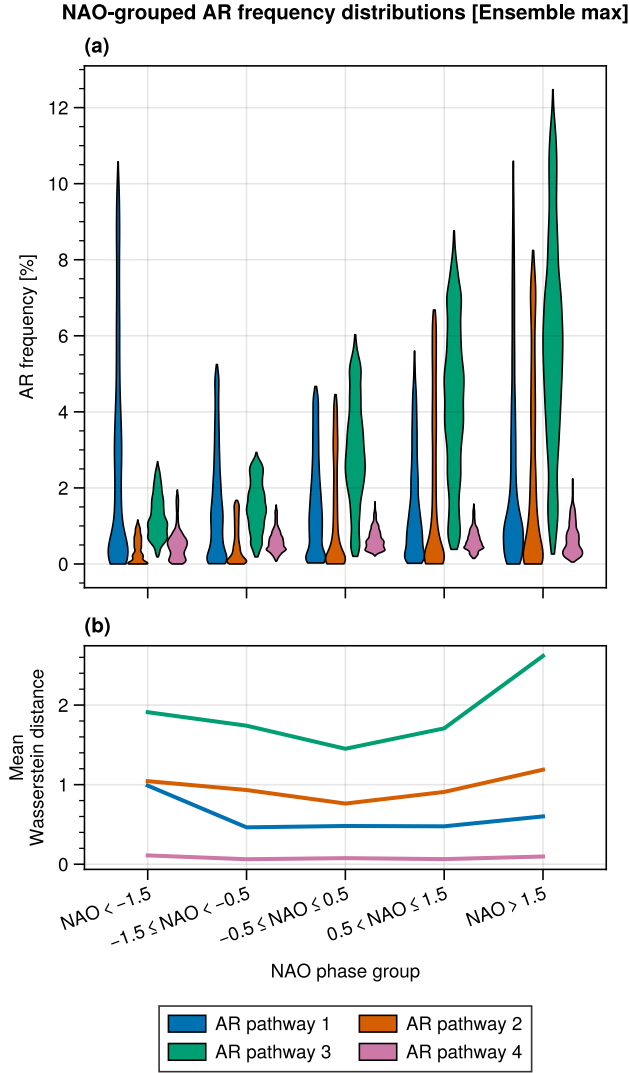 NAO-grouped AR frequency distributions [Ensemble max]
(a)
12
10
8
6
4
2
0
AR frequency [%]
(b)
2
1
0
Mean
Wasserstein distance
NAO < −1.5
−1.5 ≤ NAO < −0.5
−0.5 ≤ NAO ≤ 0.5
0.5 < NAO ≤ 1.5
NAO > 1.5
NAO phase group
AR pathway 1
AR pathway 2
AR pathway 3
AR pathway 4